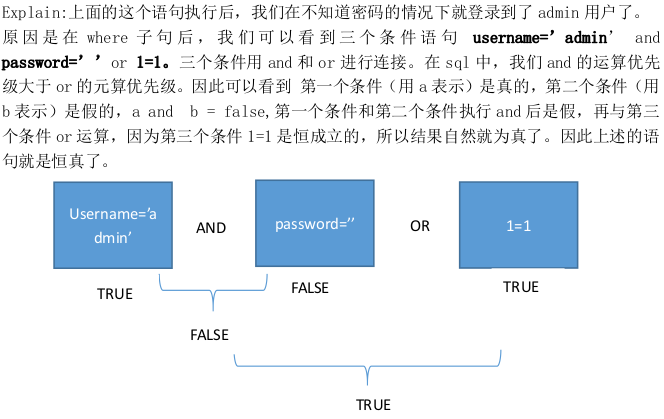 Explain:上面的这个语句执行后，我们在不知道密码的情况下就登录到了 admin 用户了。
原因是在 where 子句后，我们可以看到三个条件语句 username=’admin’ and
password=’’or 1=1。三个条件用 and 和 or 进行连接。在 sql 中，我们 and 的运算优先
级大于 or 的元算优先级。因此可以看到 第一个条件（用 a 表示）是真的，第二个条件（用
b 表示）是假的，a and b = false,第一个条件和第二个条件执行 and 后是假，再与第三
个条件 or 运算，因为第三个条件 1=1 是恒成立的，所以结果自然就为真了。因此上述的语
句就是恒真了。
Username=’a
dmin’
AND
password=’’
OR
1=1
TRUE
FALSE
TRUE
FALSE
TRUE